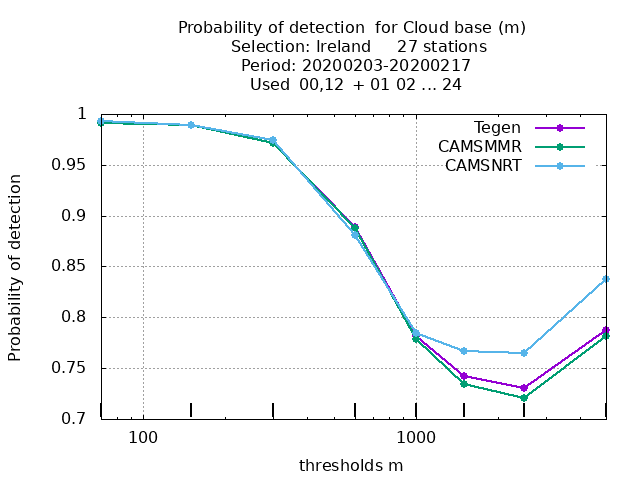 Probability of detection  for Cloud base (m)
Selection: Ireland     27 stations
Period: 20200203-20200217
Used  00,12  + 01 02 ... 24
Tegen
CAMSMMR
CAMSNRT
1
0.95
0.9
0.85
0.8
0.75
0.7
Probability of detection
100
1000
thresholds m